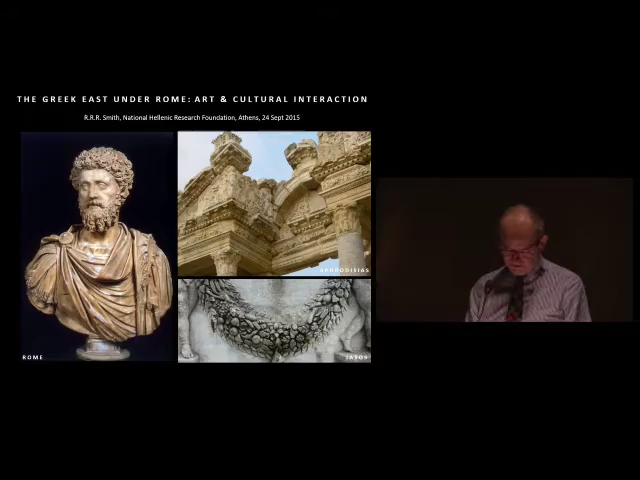 THE GREEK EAST UNDER ROME: ART & CULTURAL INTERACTION
R.R.R. Smith, National Hellenic Research Foundation, Athens, 24 Sept 2015
APHRODISIAS
ROME
IASOS